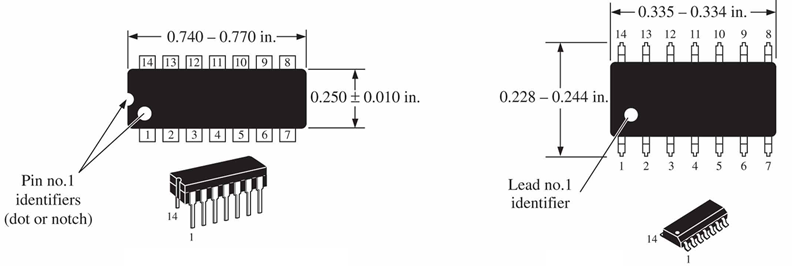 0.740 – 0.770 in.
14 13 12 11 10 9 8
0.250 ± 0.010 in.
1 2 3 4 5 6 7
Pin no.1
identifiers
(dot or notch)
14
1
0.335 – 0.334 in.
14 13 12 11 10 9 8
0.228 – 0.244 in.
1 2 3 4 5 6 7
Lead no.1
identifier
14
1